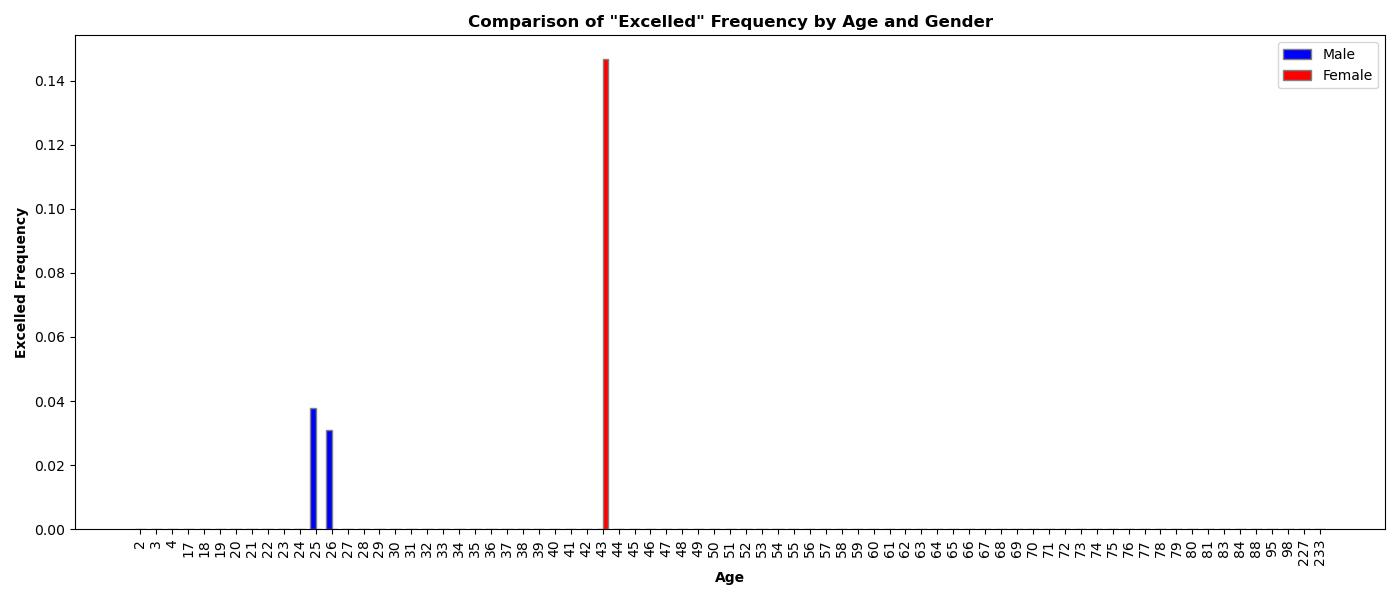 Comparison of "Excelled" Frequency by Age and Gender
Male
Female
Excelled Frequency
0.14
0.12
0.10
0.08
0.06
0.04
0.02
0.00
2 3 4 17 18 19 20 21 22 23 24 25 26 27 28 29 30 31 32 33 34 35 36 37 38 39 40 41 42 43 44 45 46 47 48 49 50 51 52 53 54 55 56 57 58 59 60 61 62 63 64 65 66 67 68 69 70 71 72 73 74 75 76 77 78 79 80 81 83 84 88 95 98 227 233
Age